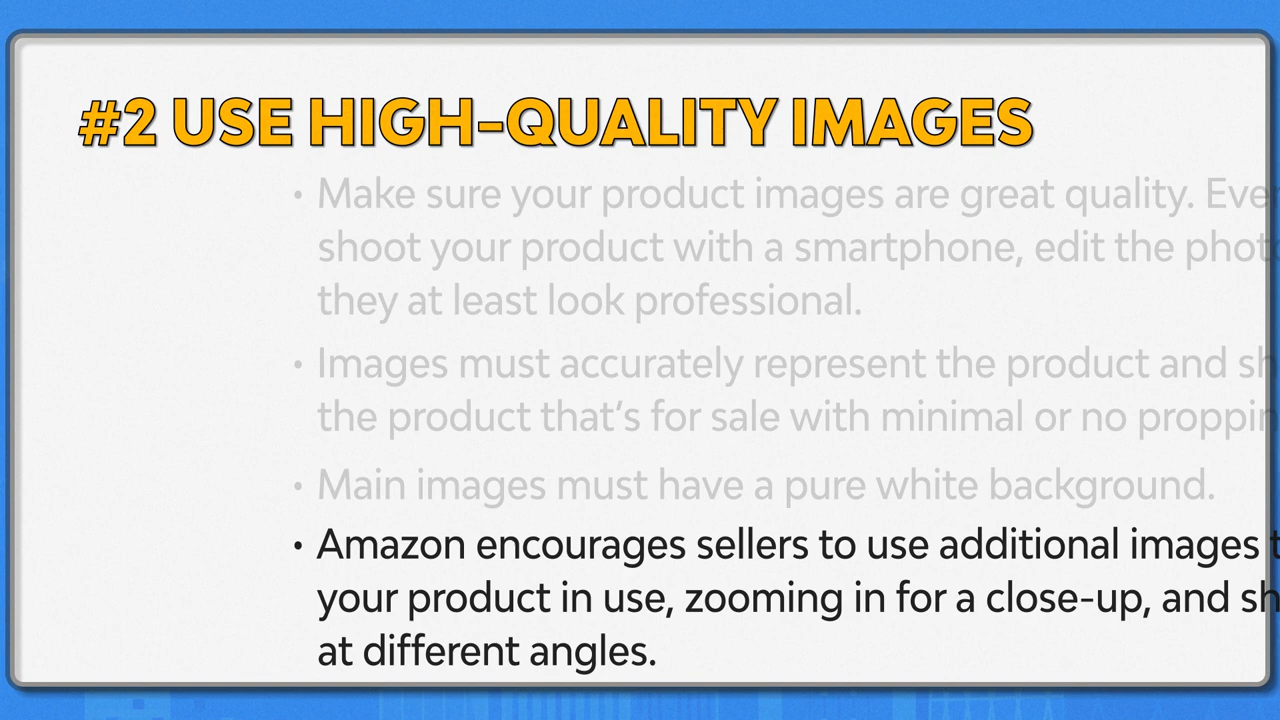 #2 USE HIGH-QUALITY IMAGES
• Make sure your product images are great quality. Eve
shoot your product with a smartphone, edit the phot
they at least look professional.
• Images must accurately represent the product and sh
the product that’s for sale with minimal or no proppin
• Main images must have a pure white background.
• Amazon encourages sellers to use additional images t
your product in use, zooming in for a close-up, and sh
at different angles.